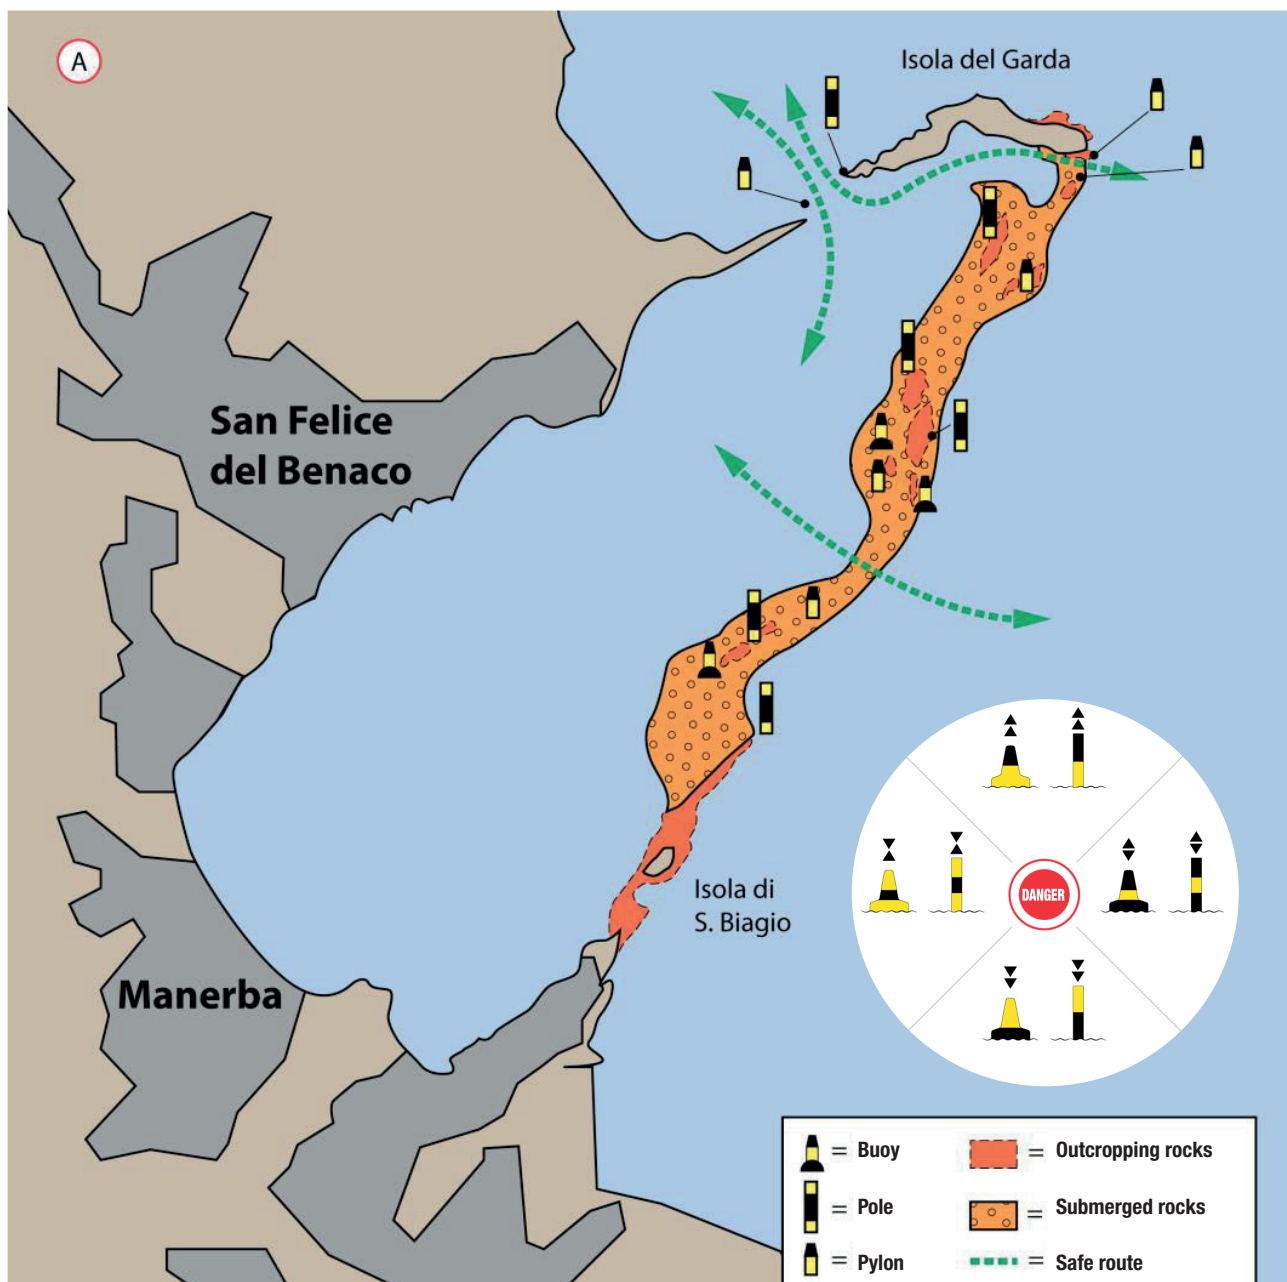 A
Isola del Garda
San Felice
del Benaco
Isola di
S. Biagio
Manerba
DANGER
= Buoy
= Outcropping rocks
= Pole
= Submerged rocks
= Pylon
= Safe route